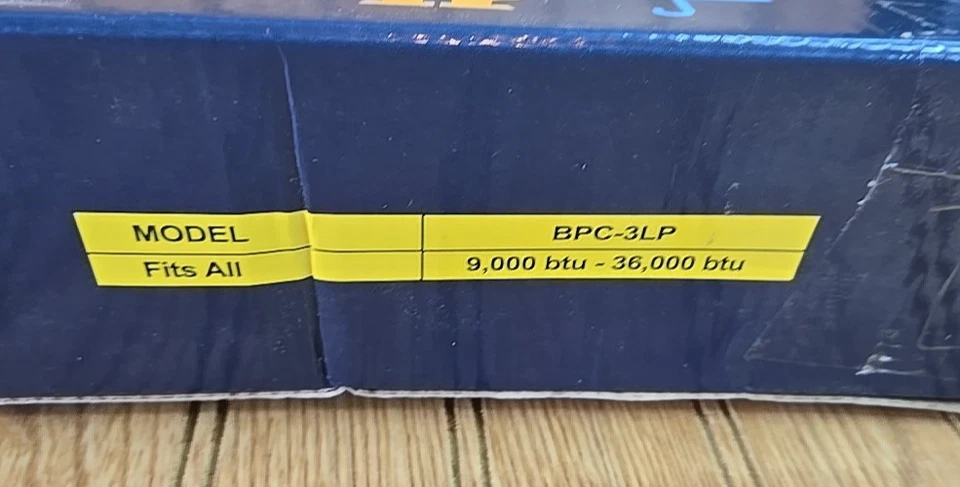 MODEL BPC-3LP
Fits All 9,000 btu - 36,000 btu